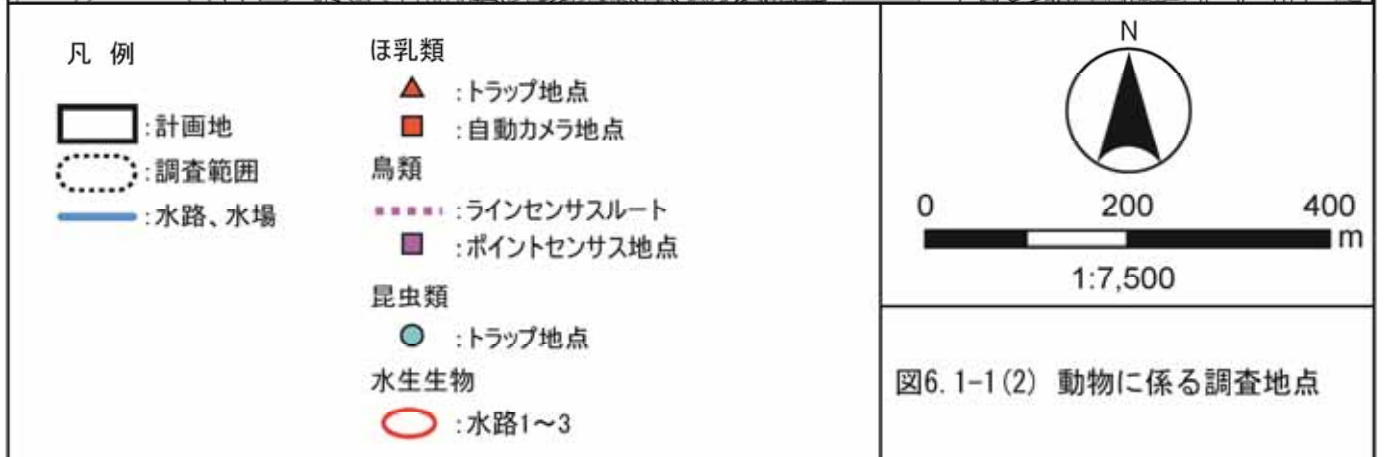 凡 例
:計画地
:調査範囲
:水路、水場
ほ乳類
:トラップ地点
:自動カメラ地点
鳥類
:ラインセンサスルート
:ポイントセンサス地点
昆虫類
:トラップ地点
水生生物
:水路1～3
N
0 200 400
m
1:7,500
図6.1-1(2) 動物に係る調査地点